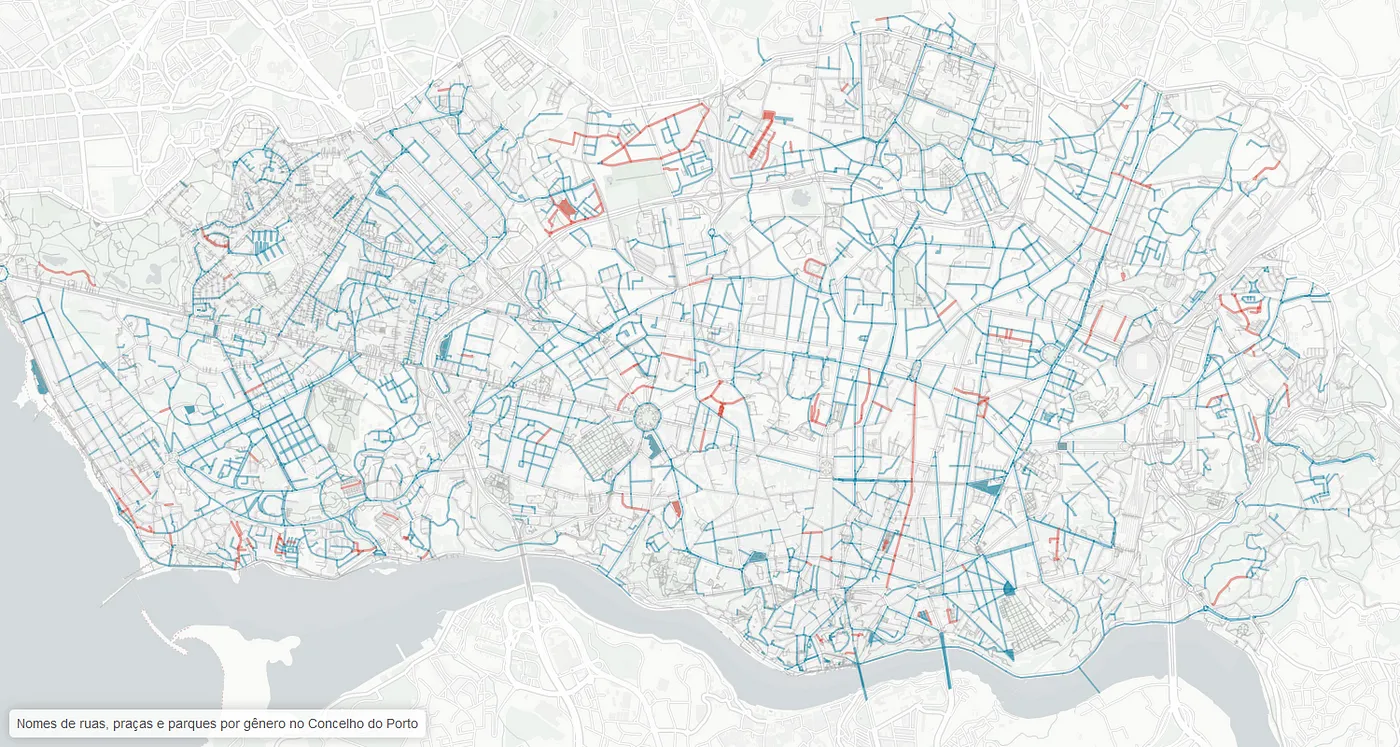 Nomes de ruas, praças e parques por gênero no Concelho do Porto